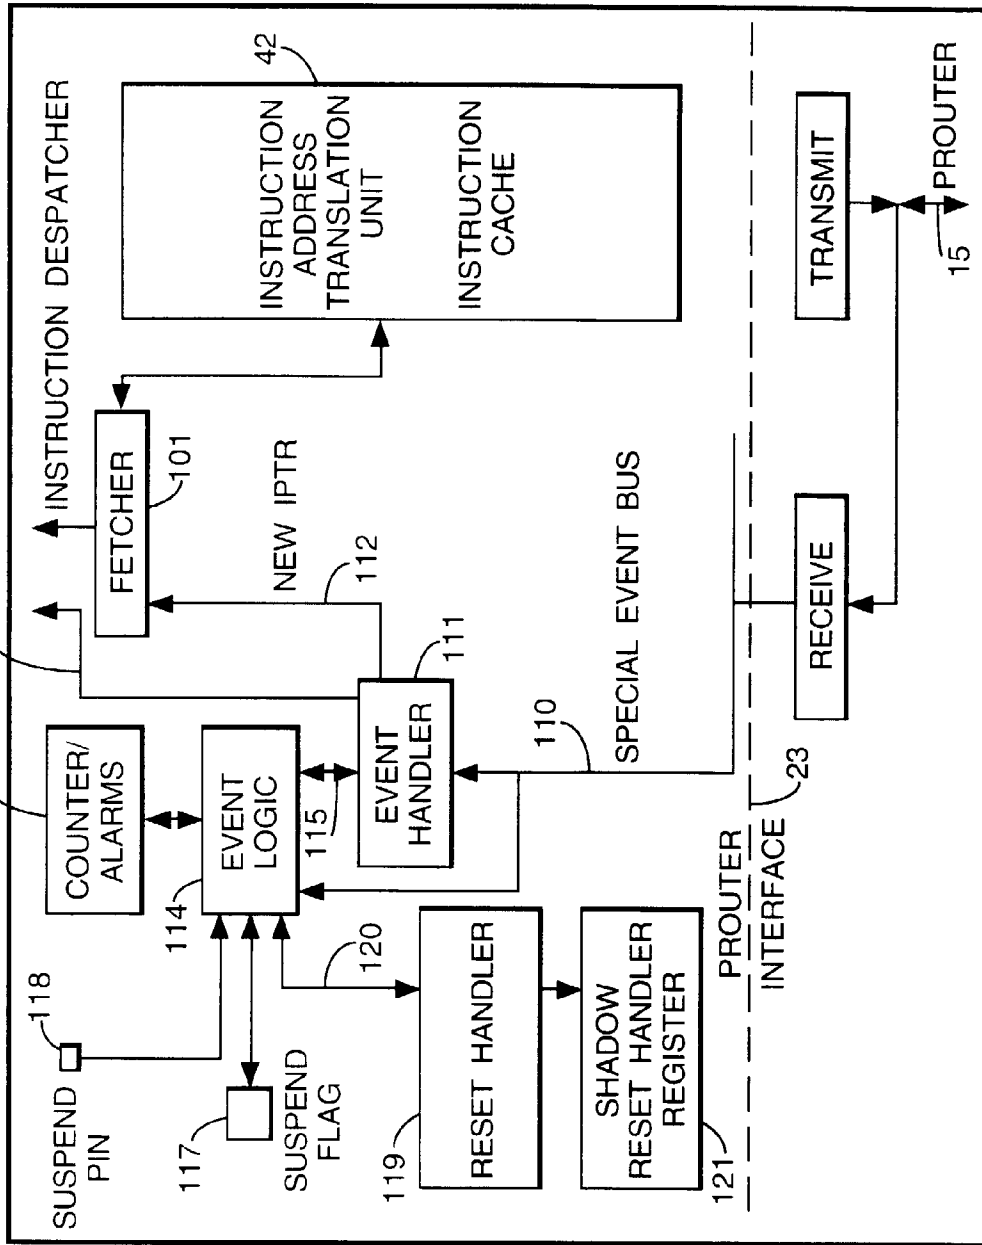 SUSPEND
PIN
118
117
SUSPEND
FLAG
COUNTER/
ALARMS
114
EVENT
LOGIC
115
EVENT
HANDLER
111
120
119
RESET HANDLER
SHADOW
RESET HANDLER
REGISTER
121
INSTRUCTION DESPATCHER
FETCHER
101
NEW IPTR
112
42
INSTRUCTION
ADDRESS
TRANSLATION
UNIT
INSTRUCTION
CACHE
110
SPECIAL EVENT BUS
PROUTER
INTERFACE
23
RECEIVE
TRANSMIT
15
PROUTER